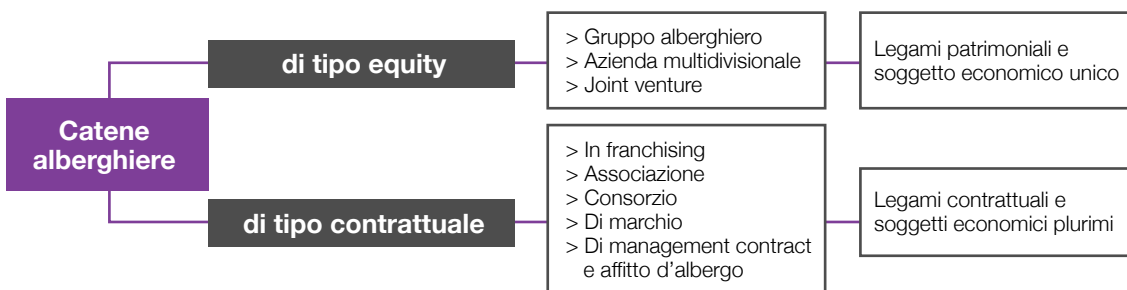 Catene
alberghiere
di tipo equity
> Gruppo alberghiero
> Azienda multidivisionale
> Joint venture
Legami patrimoniali e
soggetto economico unico
di tipo contrattuale
> In franchising
> Associazione
> Consorzio
> Di marchio
> Di management contract
e affitto d’albergo
Legami contrattuali e
soggetti economici plurimi